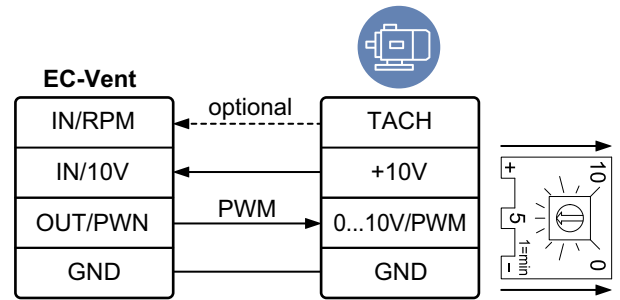 EC-Vent
IN/RPM
optional
TACH
IN/10V
+10V
OUT/PWN
PWM
0...10V/PWM
GND
GND
+
10
5
1=min
-
0